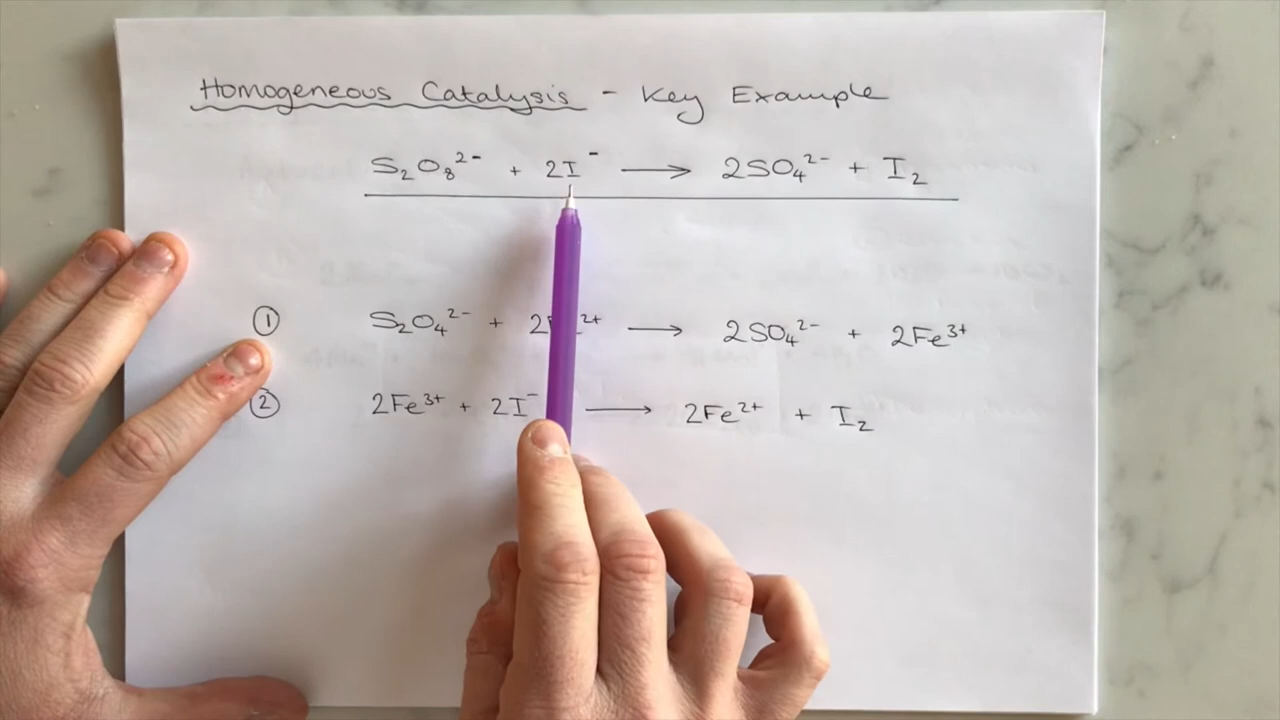 Homogeneous Catalysis - Key Example
S₂O₈²⁻ + 2I⁻ ⟶ 2SO₄²⁻ + I₂
① S₂O₄²⁻ + 2 ²⁺ ⟶ 2SO₄²⁻ + 2Fe³⁺
② 2Fe³⁺ + 2I⁻ ⟶ 2Fe²⁺ + I₂